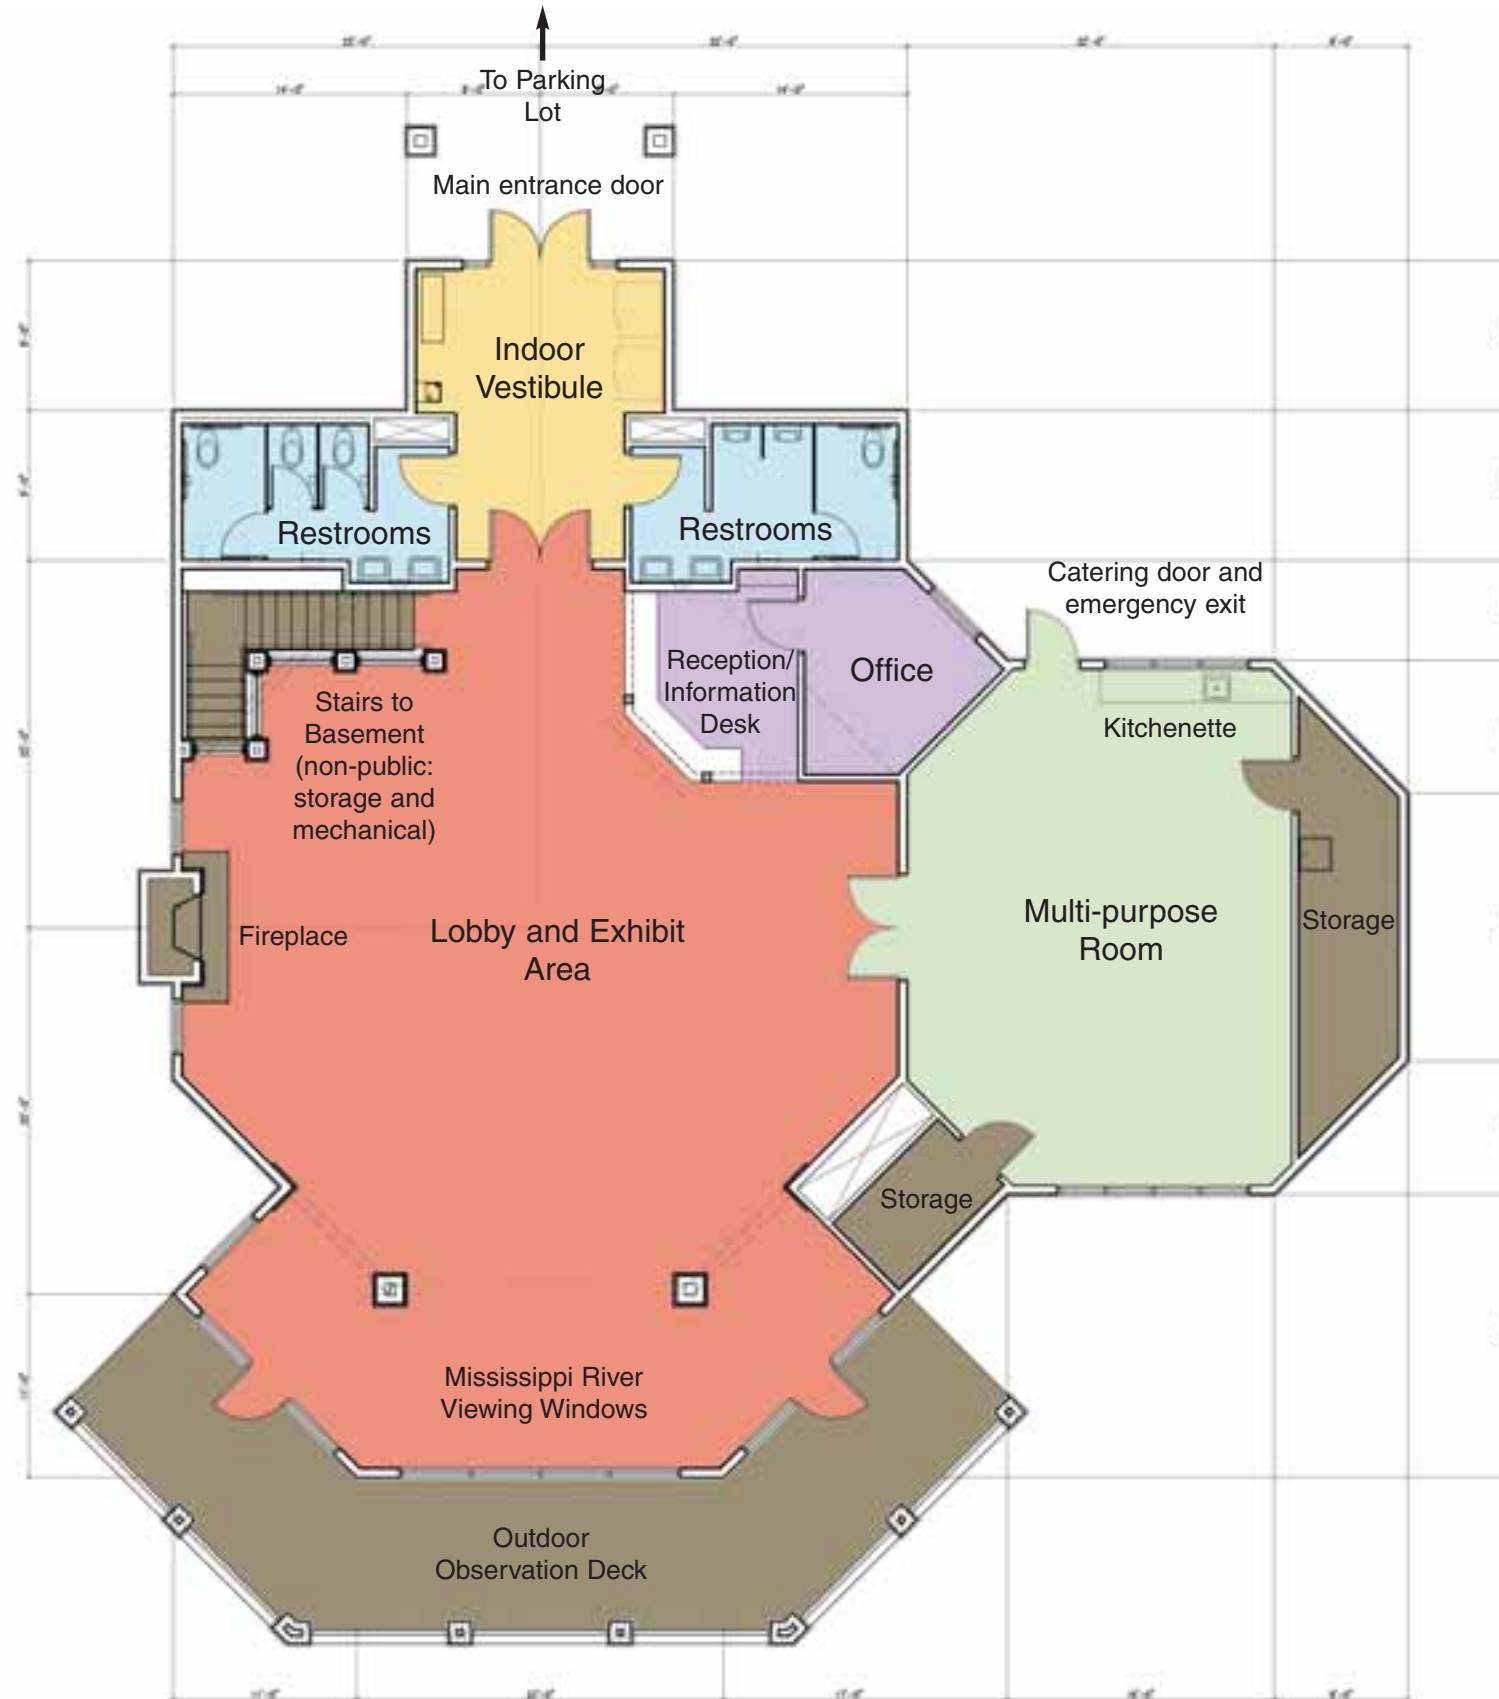 To Parking
Lot
Main entrance door
Indoor
Vestibule
Restrooms
Restrooms
Catering door and
emergency exit
Reception/
Information
Desk
Office
Stairs to
Basement
(non-public:
storage and
mechanical)
Kitchenette
Fireplace
Lobby and Exhibit
Area
Multi-purpose
Room
Storage
Storage
Mississippi River
Viewing Windows
Outdoor
Observation Deck